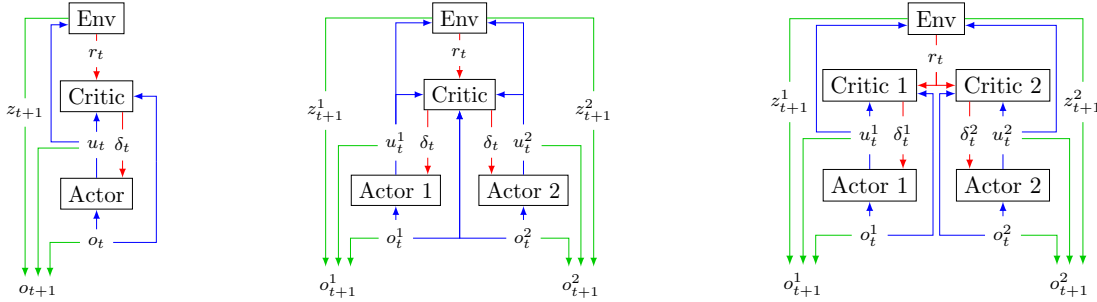 Env
r_t
Critic
z_{t+1}
u_t δ_t
Actor
o_t
o_{t+1}
Env
r_t
Critic
z^1_{t+1} z^2_{t+1}
u^1_t δ_t δ_t u^2_t
Actor 1 Actor 2
o^1_t o^2_t
o^1_{t+1} o^2_{t+1}
Env
r_t
Critic 1 Critic 2
z^1_{t+1} z^2_{t+1}
u^1_t δ^1_t δ^2_t u^2_t
Actor 1 Actor 2
o^1_t o^2_t
o^1_{t+1} o^2_{t+1}